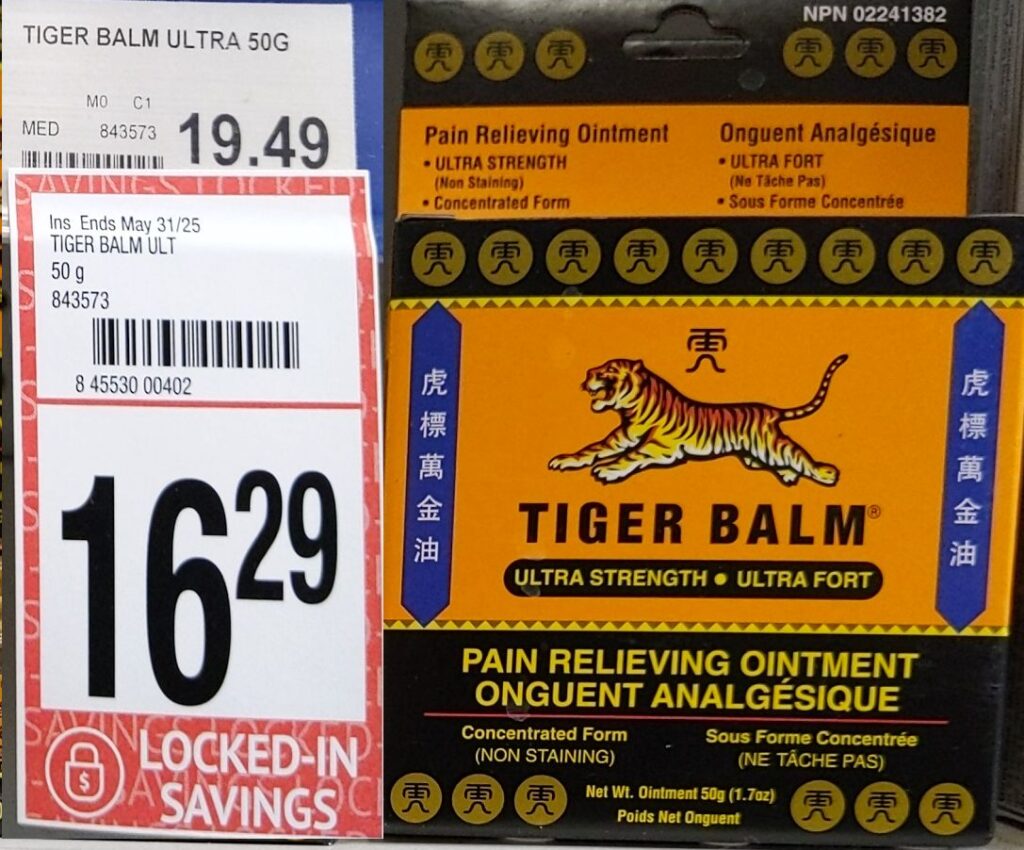 TIGER BALM ULTRA 50G
M0 C1
MED 843573
19.49
SAVINGS LOCKED-
Ins Ends May 31/25
TIGER BALM ULT
50 g
843573
8 45530 00402
16 29
LOCKED-IN
SAVINGS
$
NPN 02241382
Pain Relieving Ointment
• ULTRA STRENGTH
(Non Staining)
• Concentrated Form
Onguent Analgésique
• ULTRA FORT
(Ne Tâche Pas)
• Sous Forme Concentrée
虎標萬金油
虎標萬金油
TIGER BALM®
ULTRA STRENGTH • ULTRA FORT
PAIN RELIEVING OINTMENT
ONGUENT ANALGÉSIQUE
Concentrated Form
(NON STAINING)
Sous Forme Concentrée
(NE TÂCHE PAS)
Net Wt. Ointment 50g (1.7oz)
Poids Net Onguent